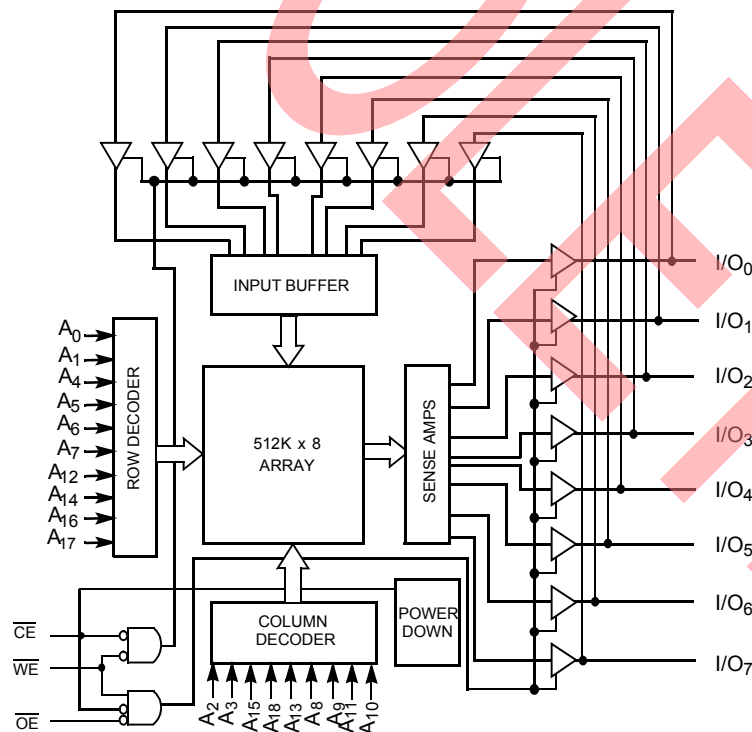 INPUT BUFFER
I/O0
I/O1
I/O2
I/O3
I/O4
I/O5
I/O6
I/O7
A0
A1
A4
A5
A6
A7
A12
A14
A16
A17
ROW DECODER
512K x 8
ARRAY
SENSE AMPS
COLUMN
DECODER
POWER
DOWN
CE
WE
OE
A2
A3
A15
A18
A13
A8
A9
A11
A10